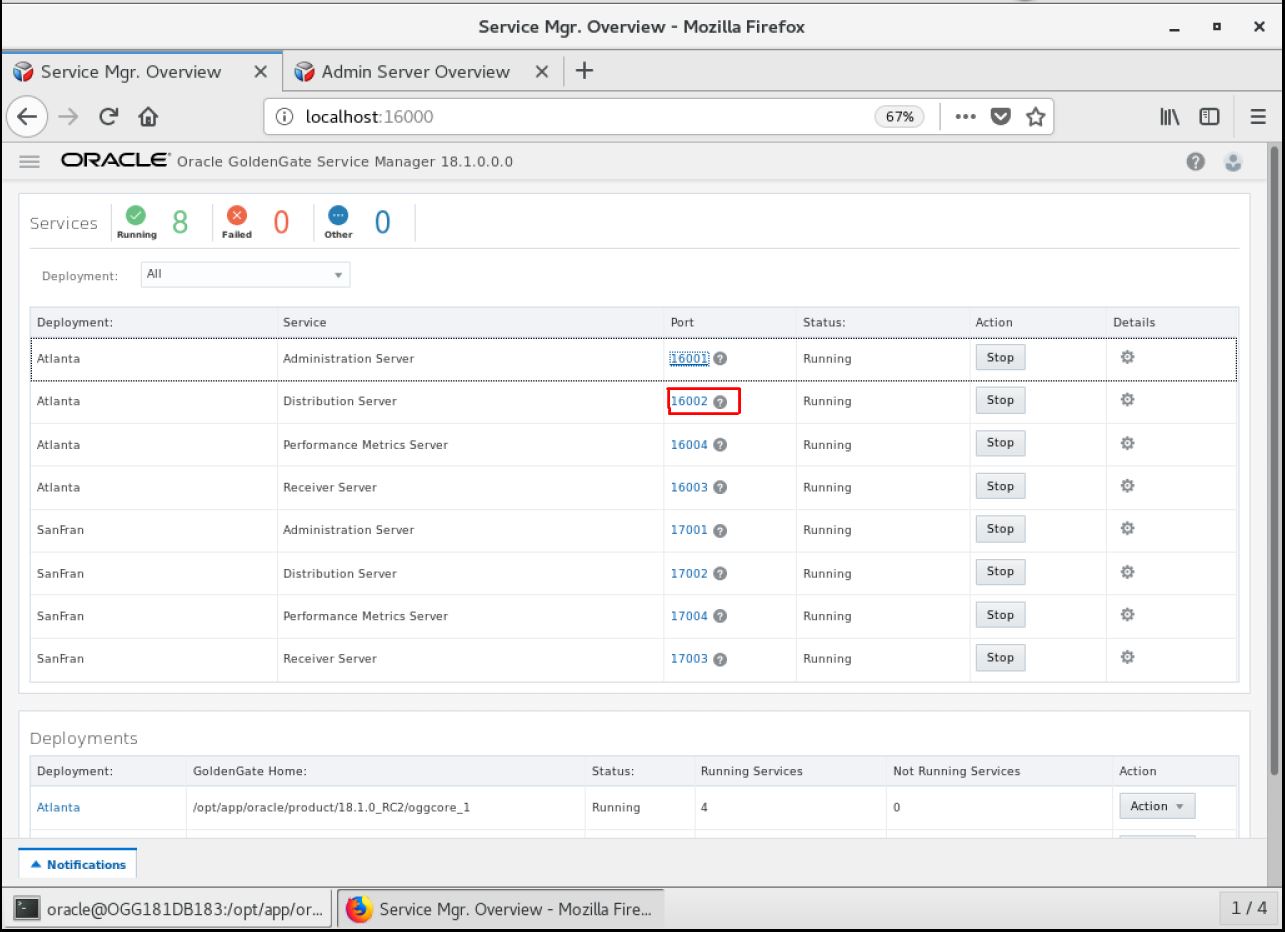 Service Mgr. Overview - Mozilla Firefox
Service Mgr. Overview Admin Server Overview
localhost:16000 67%
ORACLE Oracle GoldenGate Service Manager 18.1.0.0.0
Services Running 8 Failed 0 Other 0
Deployment: All
Deployment: Service Port Status: Action Details
Atlanta Administration Server 16001 Running Stop
Atlanta Distribution Server 16002 Running Stop
Atlanta Performance Metrics Server 16004 Running Stop
Atlanta Receiver Server 16003 Running Stop
SanFran Administration Server 17001 Running Stop
SanFran Distribution Server 17002 Running Stop
SanFran Performance Metrics Server 17004 Running Stop
SanFran Receiver Server 17003 Running Stop
Deployments
Deployment: GoldenGate Home: Status: Running Services Not Running Services Action
Atlanta /opt/app/oracle/product/18.1.0_RC2/oggcore_1 Running 4 0 Action
Notifications
oracle@OGG181DB183:/opt/app/or... Service Mgr. Overview - Mozilla Fire... 1 / 4